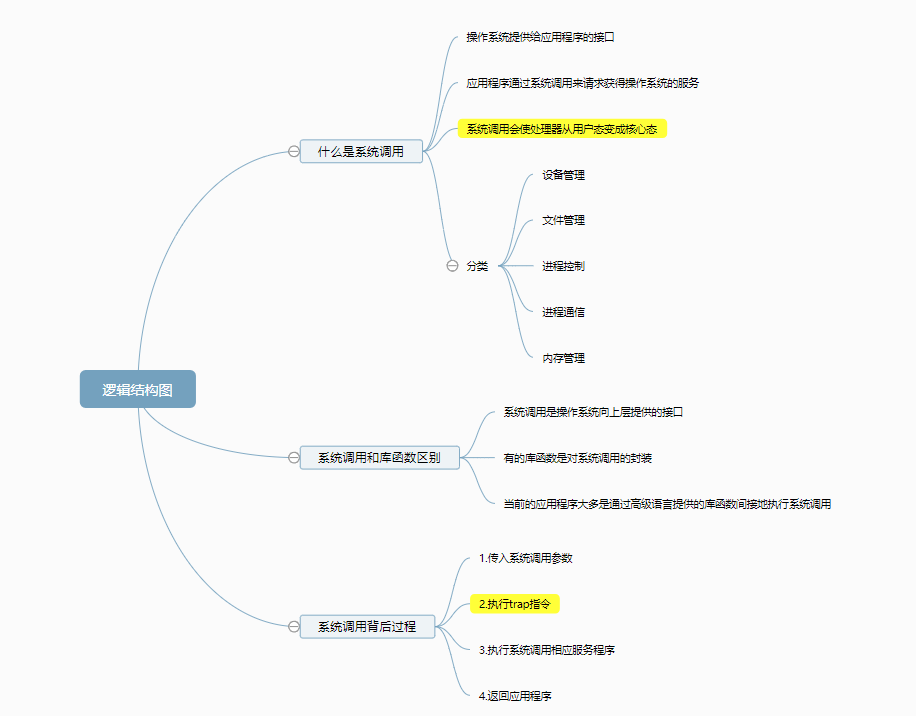 逻辑结构图
什么是系统调用
操作系统提供给应用程序的接口
应用程序通过系统调用来请求获得操作系统的服务
系统调用会使处理器从用户态变成核心态
分类
设备管理
文件管理
进程控制
进程通信
内存管理
系统调用和库函数区别
系统调用是操作系统向上层提供的接口
有的库函数是对系统调用的封装
当前的应用程序大多是通过高级语言提供的库函数间接地执行系统调用
系统调用背后过程
1.传入系统调用参数
2.执行trap指令
3.执行系统调用相应服务程序
4.返回应用程序